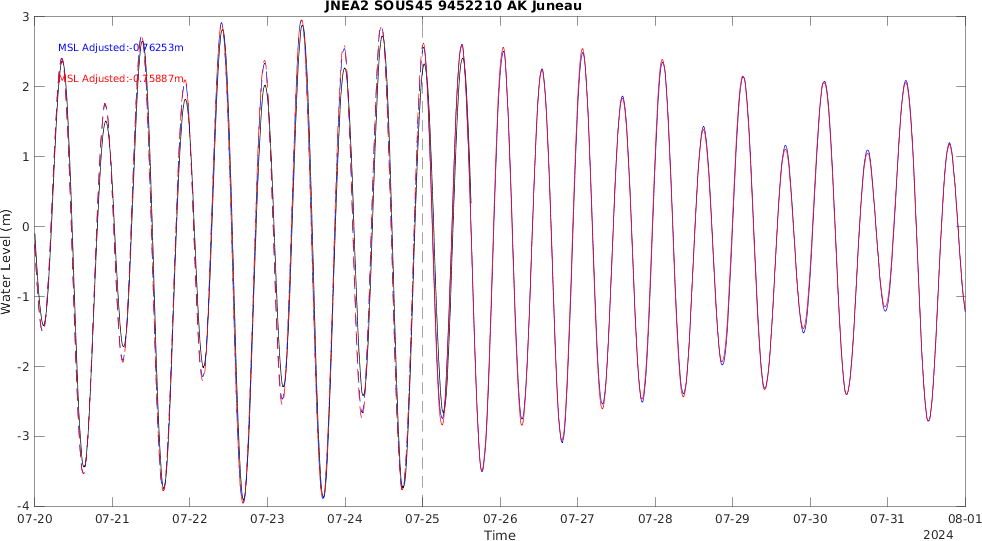 JNEA2 SOUS45 9452210 AK Juneau
MSL Adjusted:-0.76253m
MSL Adjusted:-0.75887m
Water Level (m)
3
2
1
0
-1
-2
-3
-4
07-20 07-21 07-22 07-23 07-24 07-25 07-26 07-27 07-28 07-29 07-30 07-31 08-01
Time
2024